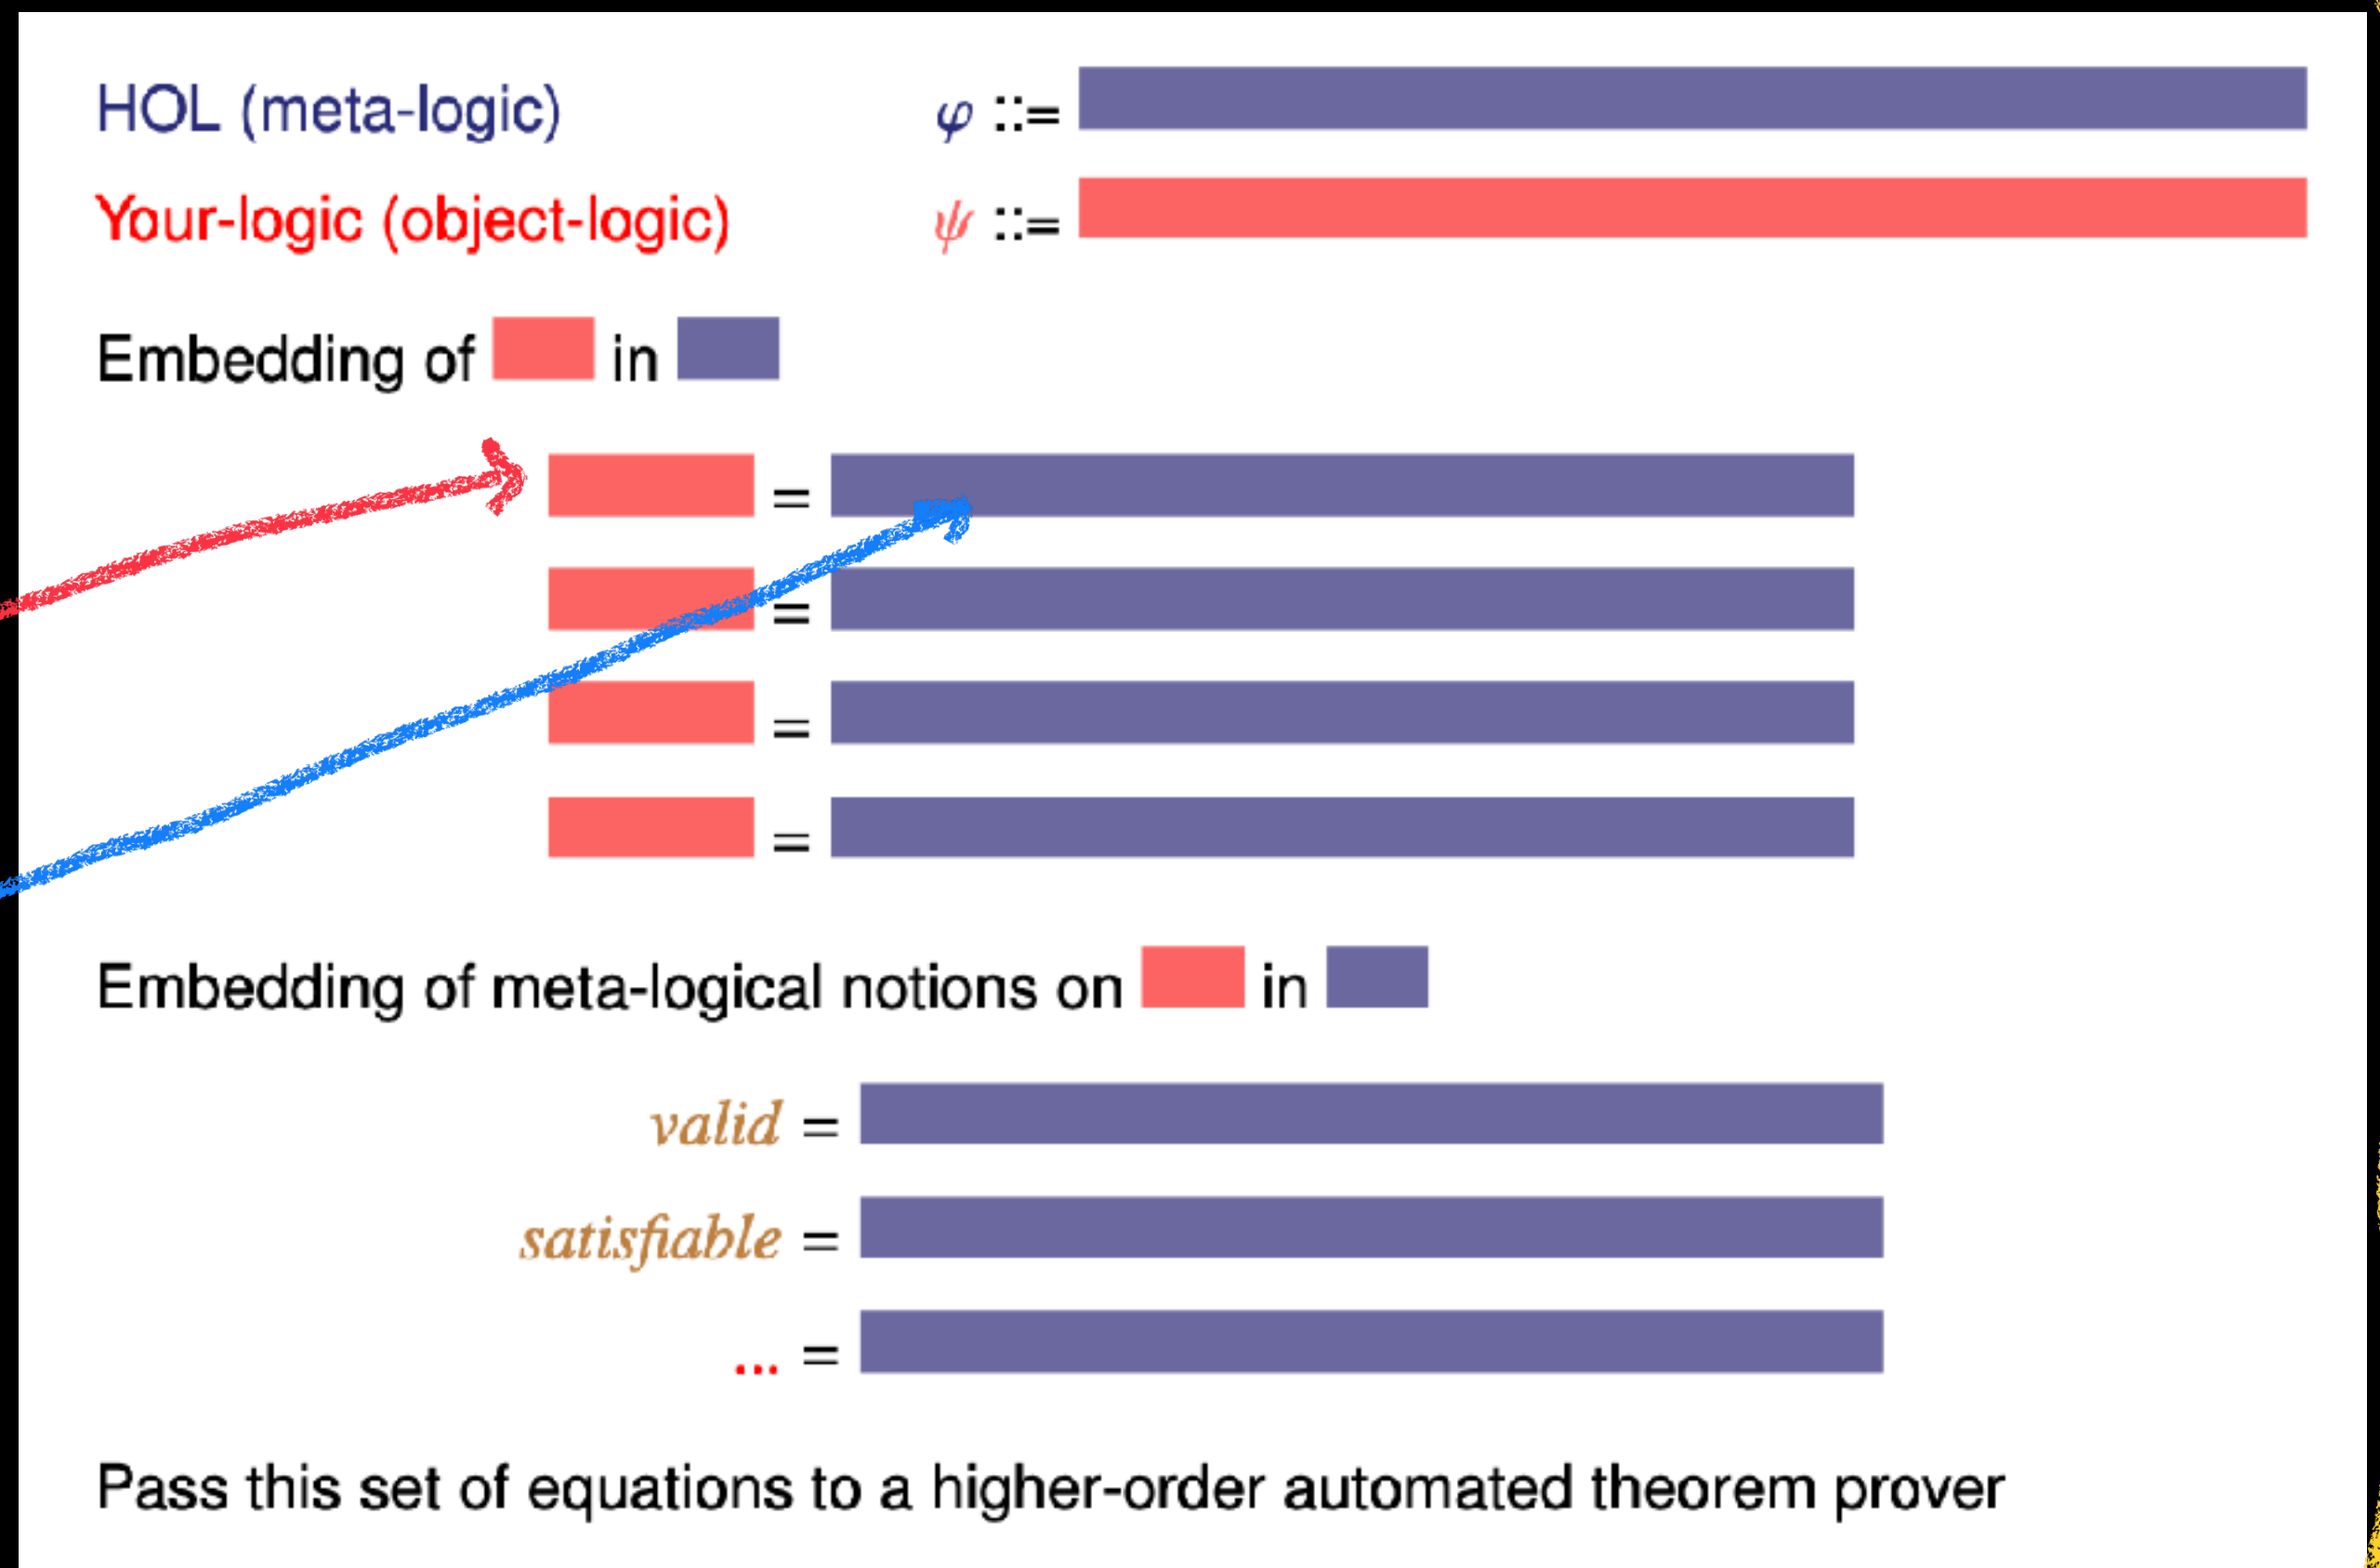 HOL (meta-logic) φ ::=
Your-logic (object-logic) ψ ::=
Embedding of in
=
=
=
=
Embedding of meta-logical notions on in
valid =
satisfiable =
... =
Pass this set of equations to a higher-order automated theorem prover